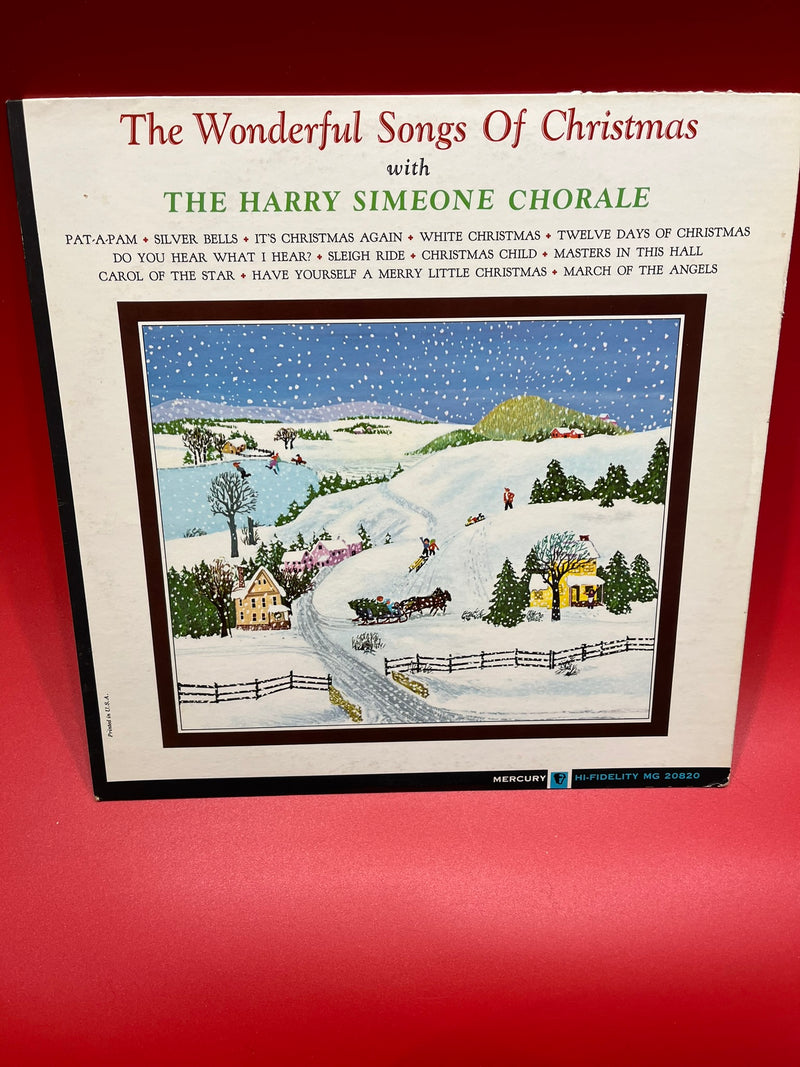 The Wonderful Songs Of Christmas
with
THE HARRY SIMEONE CHORALE
PAT-A-PAM ♦ SILVER BELLS ♦ IT'S CHRISTMAS AGAIN ♦ WHITE CHRISTMAS ♦ TWELVE DAYS OF CHRISTMAS
DO YOU HEAR WHAT I HEAR? ♦ SLEIGH RIDE ♦ CHRISTMAS CHILD ♦ MASTERS IN THIS HALL
CAROL OF THE STAR ♦ HAVE YOURSELF A MERRY LITTLE CHRISTMAS ♦ MARCH OF THE ANGELS
Printed in U.S.A.
MERCURY HI-FIDELITY MG 20820